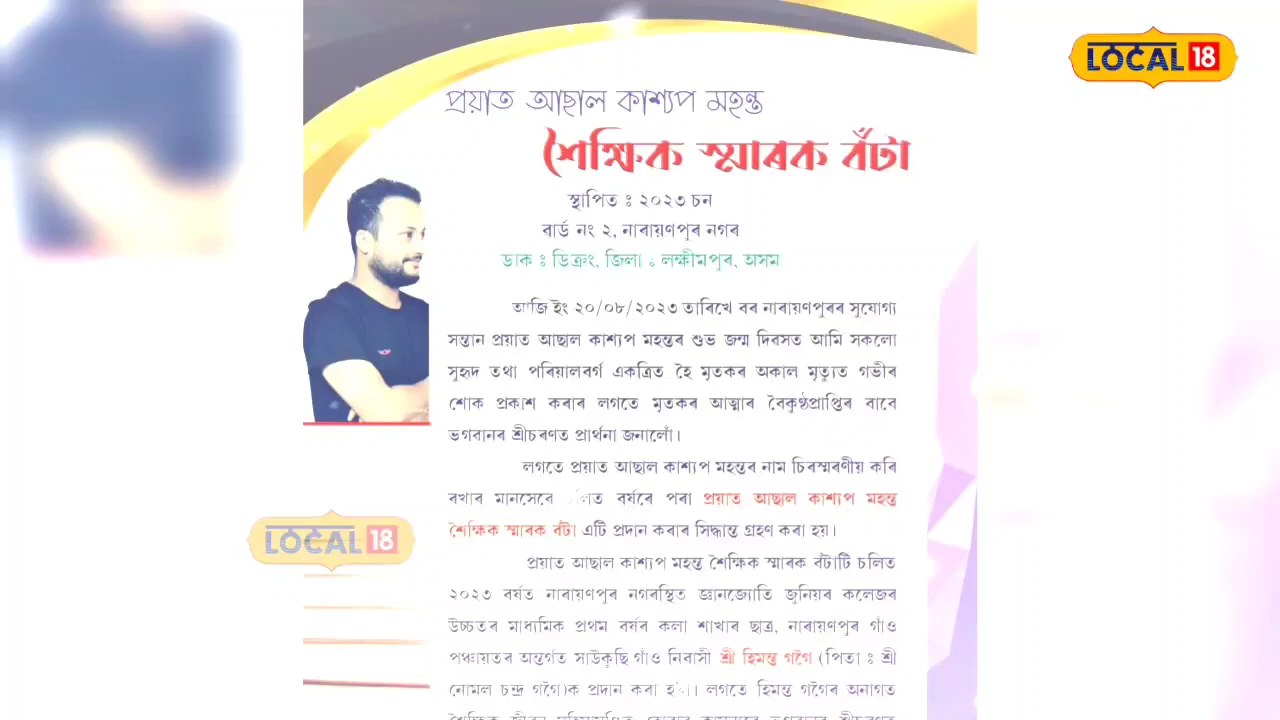 LOCAL 18
প্ৰয়াত আছাল কাশ্যপ মহন্ত
শৈক্ষিক স্মাৰক বঁটা
স্থাপিত ঃ ২০২৩ চন
ৱাৰ্ড নং ২, নাৰায়ণপুৰ নগৰ
ডাক ঃ ডিক্ৰং, জিলা ঃ লক্ষীমপুৰ, অসম
আজি ইং ২০/০৮/২০২৩ তাৰিখে বৰ নাৰায়ণপুৰৰ সুযোগ্য
সন্তান প্ৰয়াত আছাল কাশ্যপ মহন্তৰ শুভ জন্ম দিৱসত আমি সকলো
সুহৃদ তথা পৰিয়ালবৰ্গ একত্ৰিত হৈ মৃতকৰ অকাল মৃত্যুত গভীৰ
শোক প্ৰকাশ কৰাৰ লগতে মৃতকৰ আত্মাৰ বৈকুণ্ঠপ্ৰাপ্তিৰ বাবে
ভগৱানৰ শ্ৰীচৰণত প্ৰাৰ্থনা জনালোঁ।
লগতে প্ৰয়াত আছাল কাশ্যপ মহন্তৰ নাম চিৰস্মৰণীয় কৰি
ৰখাৰ মানসেৰে চলিত বৰ্ষৰে পৰা প্ৰয়াত আছাল কাশ্যপ মহন্ত
শৈক্ষিক স্মাৰক বঁটা এটি প্ৰদান কৰাৰ সিদ্ধান্ত গ্ৰহণ কৰা হয়।
LOCAL 18
প্ৰয়াত আছাল কাশ্যপ মহন্ত শৈক্ষিক স্মাৰক বঁটাটি চলিত
২০২৩ বৰ্ষত নাৰায়ণপুৰ নগৰস্থিত জ্ঞানজ্যোতি জুনিয়ৰ কলেজৰ
উচ্চতৰ মাধ্যমিক প্ৰথম বৰ্ষৰ কলা শাখাৰ ছাত্ৰ, নাৰায়ণপুৰ গাঁও
পঞ্চায়তৰ অন্তৰ্গত সাউকুছি গাঁও নিৱাসী শ্ৰী হিমন্ত গগৈ (পিতা ঃ শ্ৰী
নোমল চন্দ্ৰ গগৈ)ক প্ৰদান কৰা হ'ল। লগতে হিমন্ত গগৈৰ অনাগত